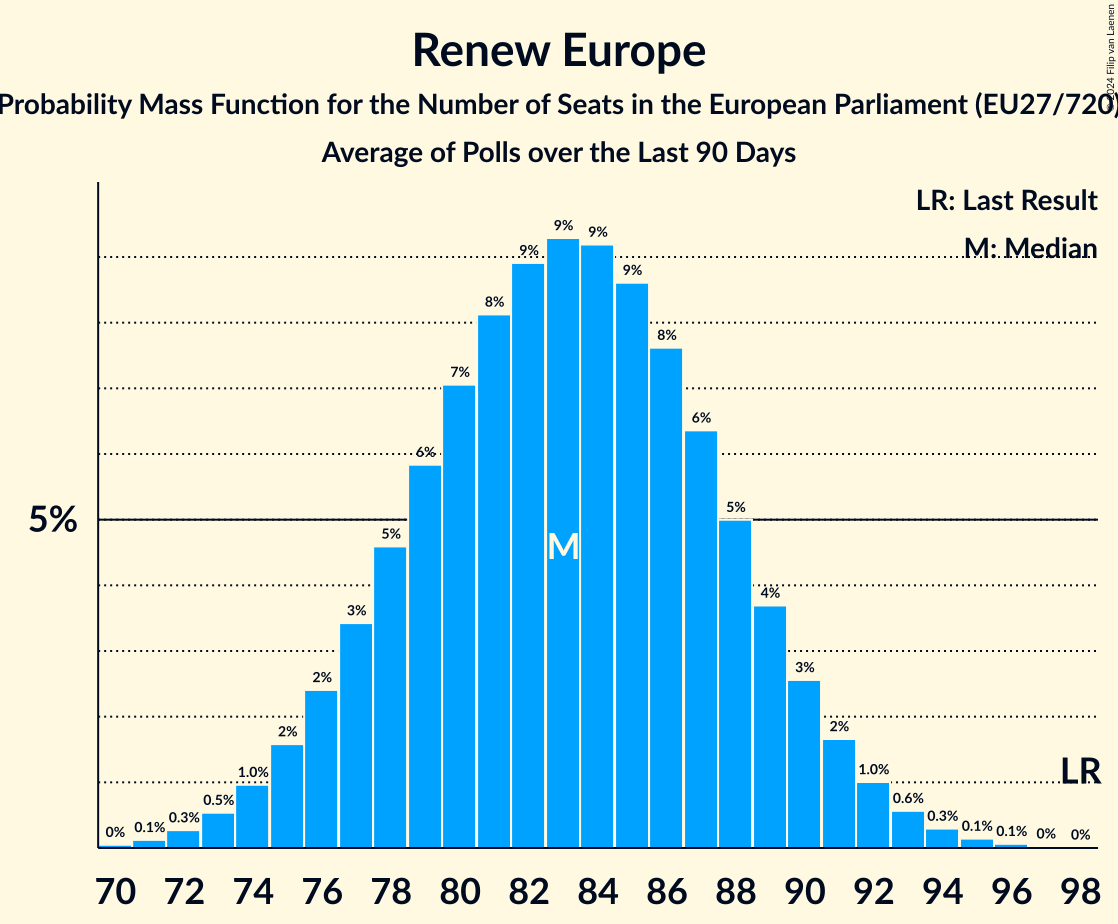 Renew Europe
Probability Mass Function for the Number of Seats in the European Parliament (EU27/720)
Average of Polls over the Last 90 Days
© 2024 Filip van Laenen
LR: Last Result
M: Median
5%
0% 0.1% 0.3% 0.5% 1.0% 2% 2% 3% 5% 6% 7% 8% 9% 9% 9% 9% 8% 6% 5% 4% 3% 2% 1.0% 0.6% 0.3% 0.1% 0.1% 0% 0%
M
LR
70 72 74 76 78 80 82 84 86 88 90 92 94 96 98